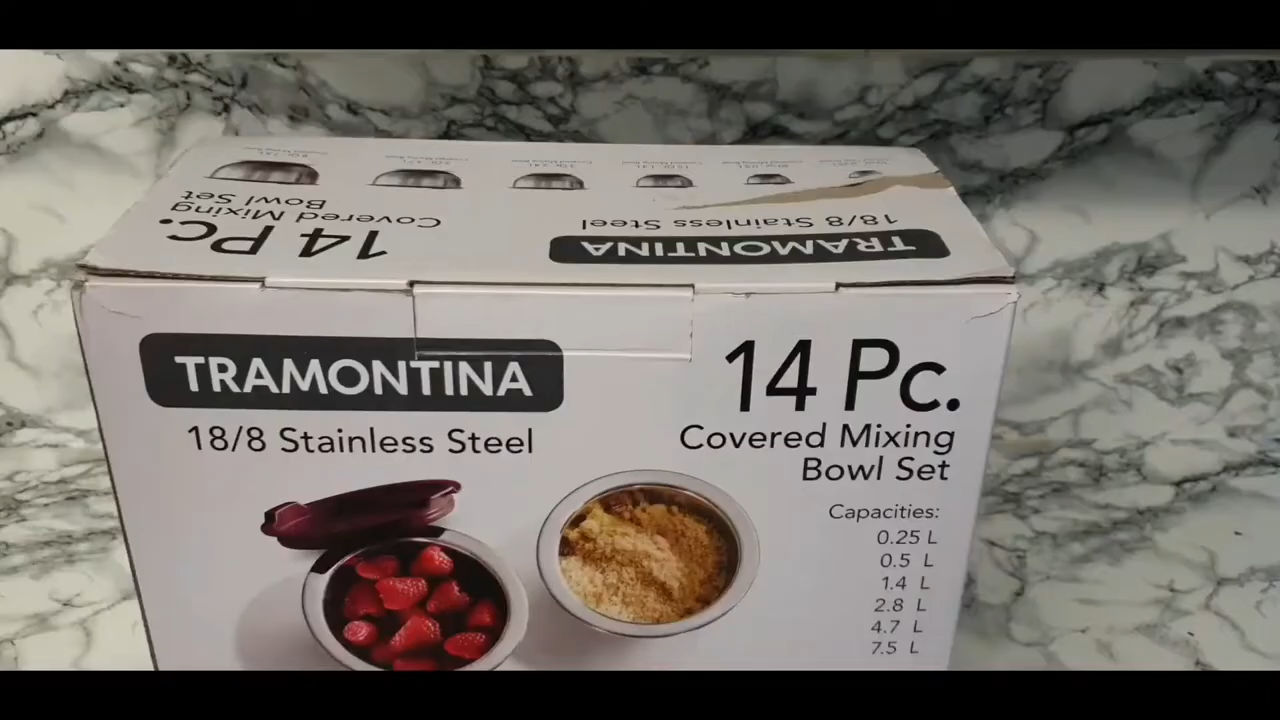 14 Pc.
Covered Mixing
Bowl Set
TRAMONTINA
18/8 Stainless Steel
TRAMONTINA
18/8 Stainless Steel
14 Pc.
Covered Mixing
Bowl Set
Capacities:
0.25 L
0.5 L
1.4 L
2.8 L
4.7 L
7.5 L